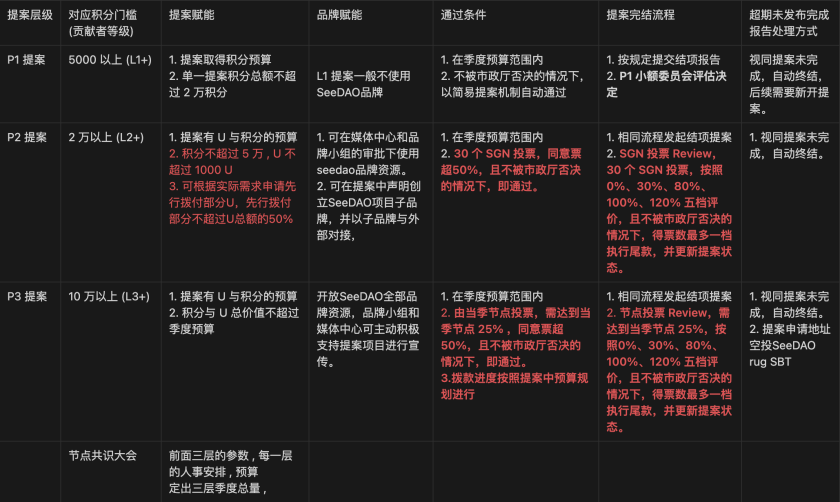 提案层级
对应积分门槛
(贡献者等级)
提案赋能
品牌赋能
通过条件
提案完结流程
超期未发布完成
报告处理方式
P1 提案
5000 以上 (L1+)
1. 提案取得积分预算
2. 单一提案积分总额不超
过 2 万积分
L1 提案一般不使用
SeeDAO品牌
1. 在季度预算范围内
2. 不被市政厅否决的情况下，
以简易提案机制自动通过
1. 按规定提交结项报告
2. P1 小额委员会评估决
定
视同提案未完
成，自动终结，
后续需要新开提
案。
P2 提案
2 万以上 (L2+)
1. 提案有 U 与积分的预算
2. 积分不超过 5 万 , U 不
超过 1000 U
3. 可根据实际需求申请先
行拨付部分U，先行拨付
部分不超过U总额的50%
1. 可在媒体中心和品
牌小组的审批下使用
seedao品牌资源。
2. 可在提案中声明创
立SeeDAO项目子品
牌，并以子品牌与外
部对接，
1. 在季度预算范围内
2. 30 个 SGN 投票，同意票
超50%，且不被市政厅否决
的情况下，即通过。
1. 相同流程发起结项提案
2. SGN 投票 Review，
30 个 SGN 投票，按照
0%、30%、80%、
100%、120% 五档评
价，且不被市政厅否决的
情况下，得票数最多一档
执行尾款，并更新提案状
态。
1. 视同提案未完
成，自动终结。
P3 提案
10 万以上 (L3+)
1. 提案有 U 与积分的预算
2. 积分与 U 总价值不超过
季度预算
开放SeeDAO全部品
牌资源，品牌小组和
媒体中心可主动积极
支持提案项目进行宣
传。
1. 在季度预算范围内
2. 由当季节点投票，需达到当
季节点 25% ，同意票超
50%，且不被市政厅否决的
情况下，即通过。
3.拨款进度按照提案中预算规
划进行
1. 相同流程发起结项提案
2. 节点投票 Review，需
达到当季节点 25%，按
照0%、30%、80%、
100%、120% 五档评
价，且不被市政厅否决的
情况下，得票数最多一档
执行尾款，并更新提案状
态。
1. 视同提案未完
成，自动终结。
2. 提案申请地址
空投SeeDAO
rug SBT
节点共识大会
前面三层的参数 , 每一层
的人事安排 , 预算
定出三层季度总量 ,